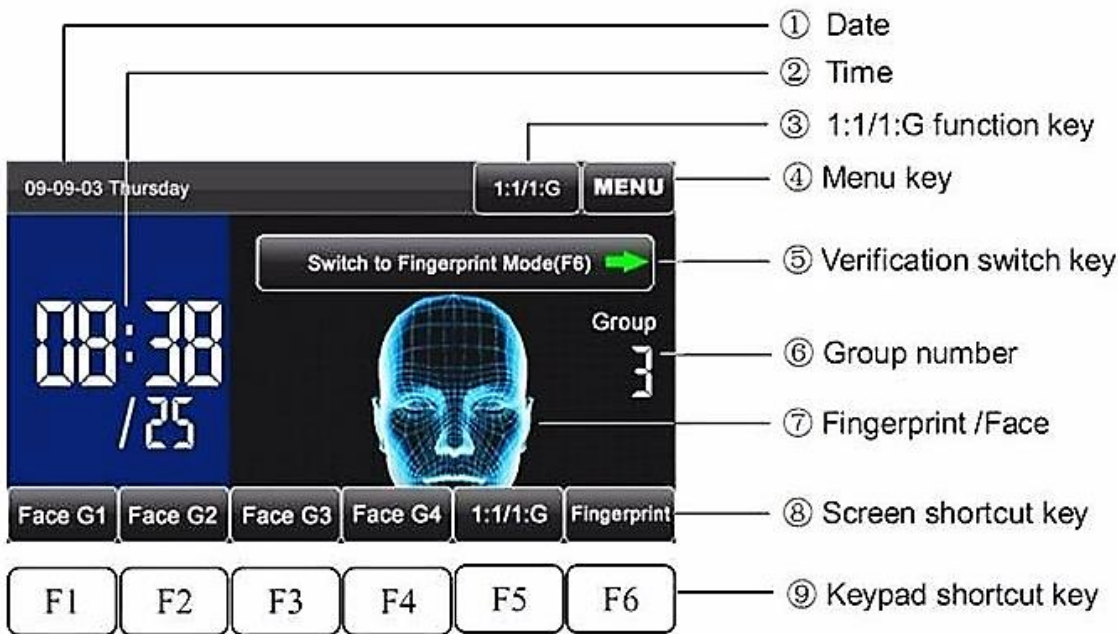 ① Date
② Time
③ 1:1/1:G function key
09-09-03 Thursday
1:1/1:G
MENU
④ Menu key
Switch to Fingerprint Mode(F6)
⑤ Verification switch key
08:38
/25
Group
3
⑥ Group number
⑦ Fingerprint /Face
Face G1 Face G2 Face G3 Face G4 1:1/1:G Fingerprint
⑧ Screen shortcut key
F1 F2 F3 F4 F5 F6
⑨ Keypad shortcut key